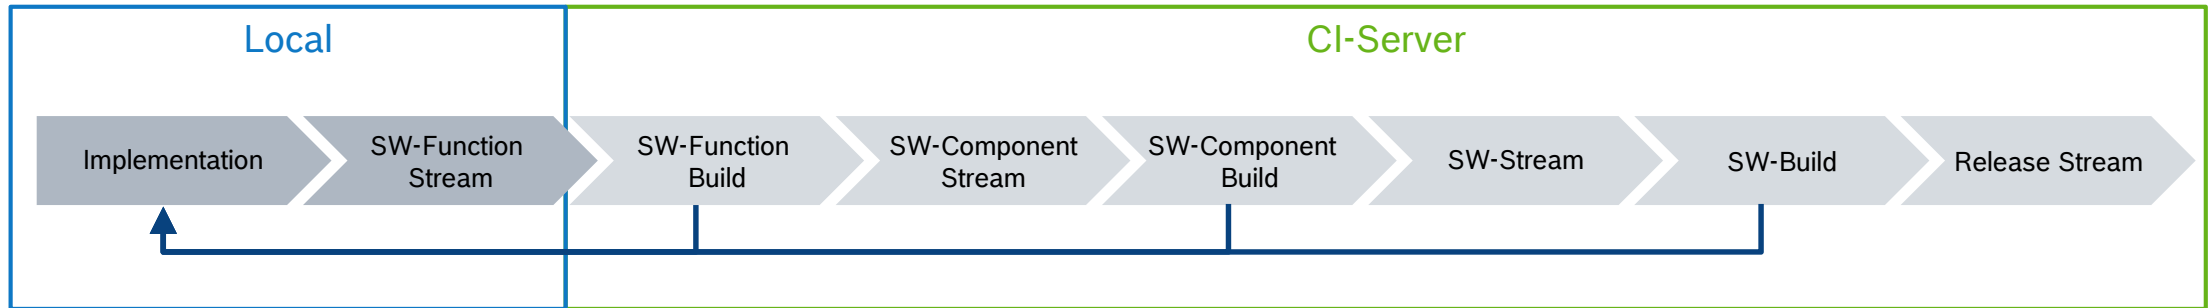 Local
CI-Server
Implementation
SW-Function
Stream
SW-Function
Build
SW-Component
Stream
SW-Component
Build
SW-Stream
SW-Build
Release Stream